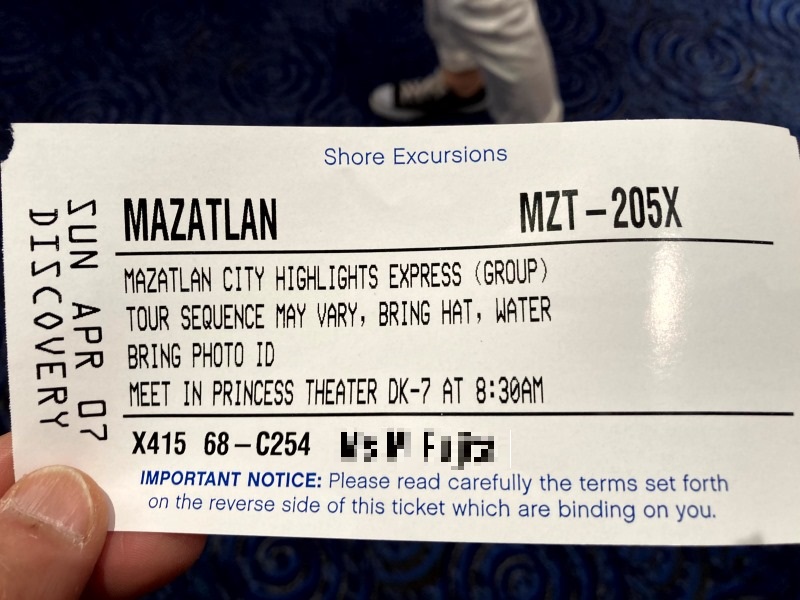 Shore Excursions
MAZATLAN MZT-205X
MAZATLAN CITY HIGHLIGHTS EXPRESS (GROUP)
TOUR SEQUENCE MAY VARY, BRING HAT, WATER
BRING PHOTO ID
MEET IN PRINCESS THEATER DK-7 AT 8:30AM
X415 68-C254
IMPORTANT NOTICE: Please read carefully the terms set forth
on the reverse side of this ticket which are binding on you.
SUN APR 07
DISCOVERY